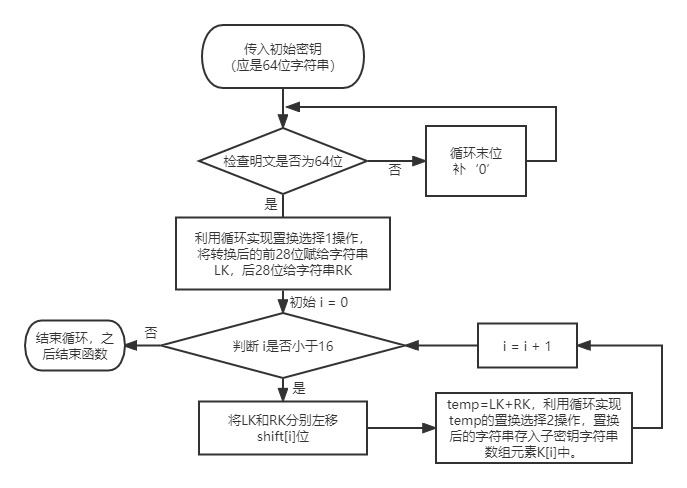 传入初始密钥
（应是64位字符串）
检查明文是否为64位
否
循环末位
补‘0’
是
利用循环实现置换选择1操作，
将转换后的前28位赋给字符串
LK，后28位给字符串RK
初始 i = 0
结束循环，之
后结束函数
否
判断 i是否小于16
i = i + 1
是
将LK和RK分别左移
shift[i]位
temp=LK+RK，利用循环实现
temp的置换选择2操作，置换
后的字符串存入子密钥字符串
数组元素K[i]中。